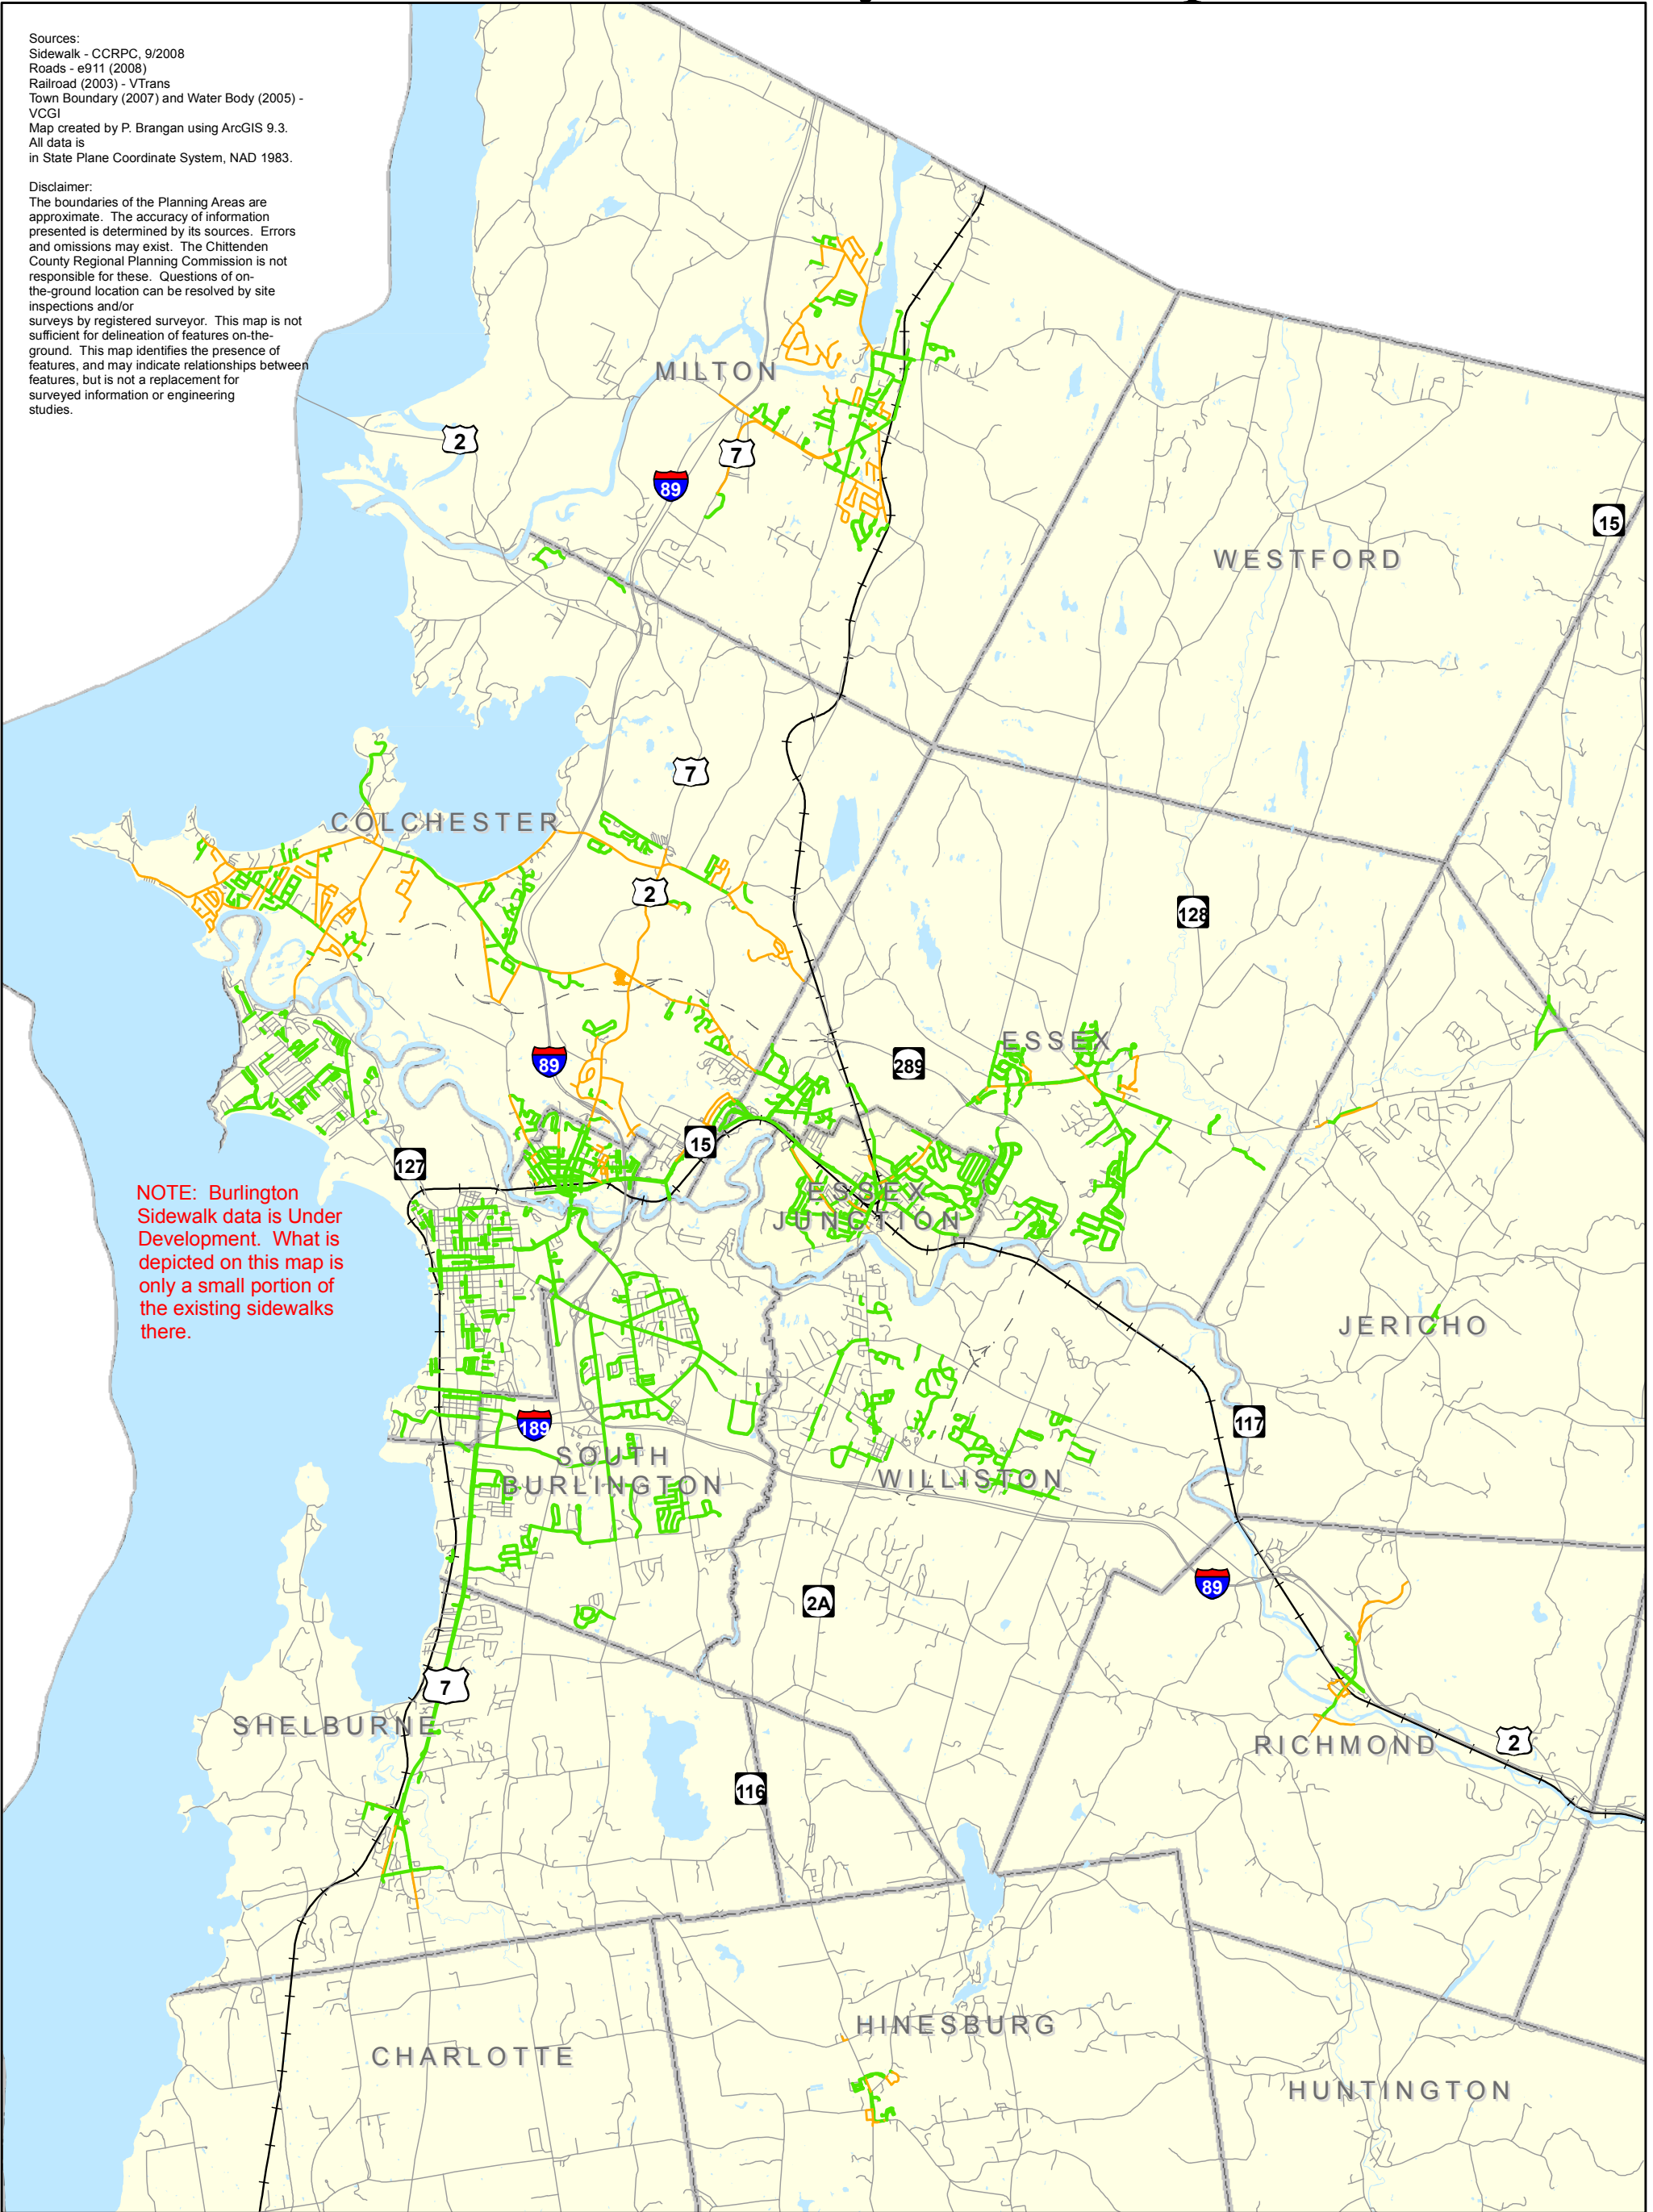 Sources:
Sidewalk - CCRPC, 9/2008
Roads - e911 (2008)
Railroad (2003) - VTrans
Town Boundary (2007) and Water Body (2005) -
VCGI
Map created by P. Brangan using ArcGIS 9.3.
All data is
in State Plane Coordinate System, NAD 1983.
Disclaimer:
The boundaries of the Planning Areas are
approximate. The accuracy of information
presented is determined by its sources. Errors
and omissions may exist. The Chittenden
County Regional Planning Commission is not
responsible for these. Questions of on-
the-ground location can be resolved by site
inspections and/or
surveys by registered surveyor. This map is not
sufficient for delineation of features on-the-
ground. This map identifies the presence of
features, and may indicate relationships between
features, but is not a replacement for
surveyed information or engineering
studies.
MILTON
2
7
89
15
WESTFORD
7
COLCHESTER
2
128
ESSEX
89
289
15
127
NOTE: Burlington
Sidewalk data is Under
Development. What is
depicted on this map is
only a small portion of
the existing sidewalks
there.
ESSEX
JUNCTION
JERICHO
189
117
SOUTH
BURLINGTON
WILLISTON
89
2A
7
SHELBURNE
RICHMOND
2
116
HINESBURG
CHARLOTTE
HUNTINGTON